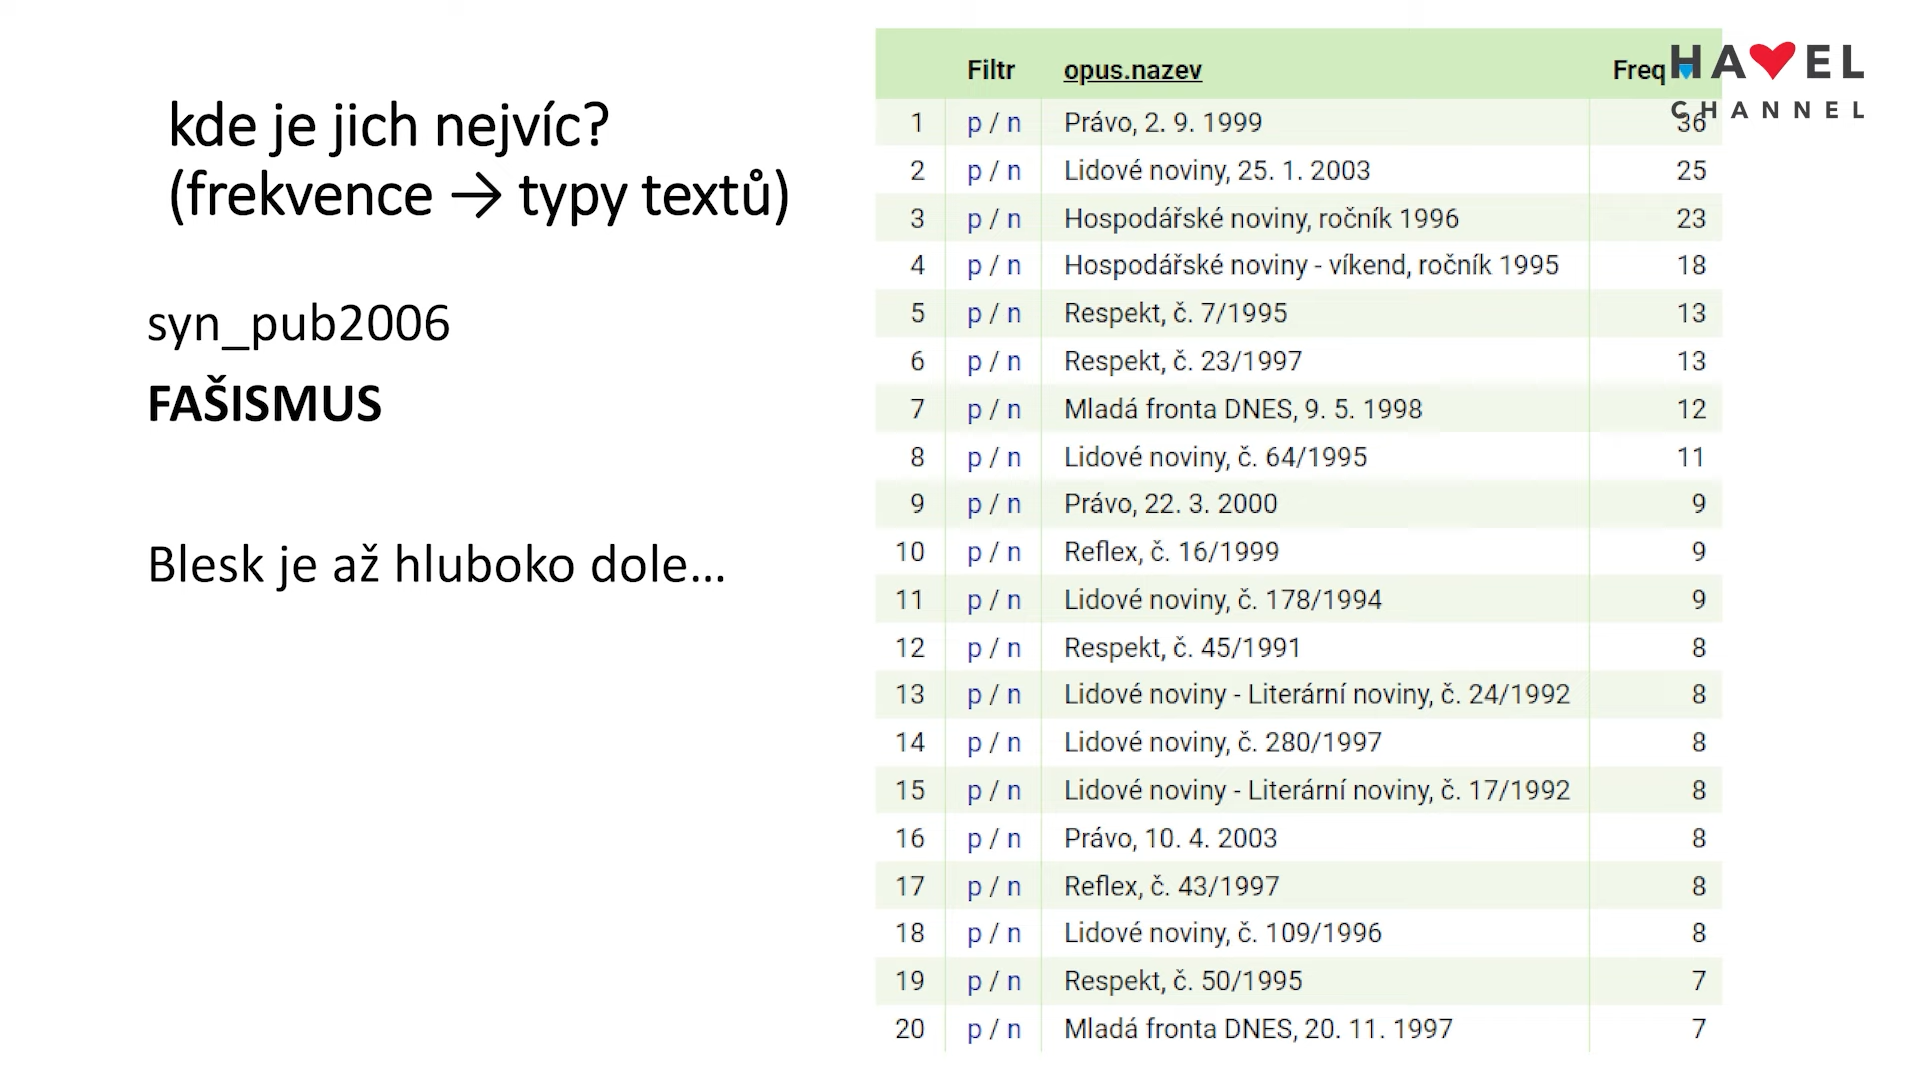 kde je jich nejvíc?
(frekvence → typy textů)
syn_pub2006
FAŠISMUS
Blesk je až hluboko dole...
HAVEL
CHANNEL
Filtr opus.nazev Freq
1 p / n Právo, 2. 9. 1999 36
2 p / n Lidové noviny, 25. 1. 2003 25
3 p / n Hospodářské noviny, ročník 1996 23
4 p / n Hospodářské noviny - víkend, ročník 1995 18
5 p / n Respekt, č. 7/1995 13
6 p / n Respekt, č. 23/1997 13
7 p / n Mladá fronta DNES, 9. 5. 1998 12
8 p / n Lidové noviny, č. 64/1995 11
9 p / n Právo, 22. 3. 2000 9
10 p / n Reflex, č. 16/1999 9
11 p / n Lidové noviny, č. 178/1994 9
12 p / n Respekt, č. 45/1991 8
13 p / n Lidové noviny - Literární noviny, č. 24/1992 8
14 p / n Lidové noviny, č. 280/1997 8
15 p / n Lidové noviny - Literární noviny, č. 17/1992 8
16 p / n Právo, 10. 4. 2003 8
17 p / n Reflex, č. 43/1997 8
18 p / n Lidové noviny, č. 109/1996 8
19 p / n Respekt, č. 50/1995 7
20 p / n Mladá fronta DNES, 20. 11. 1997 7